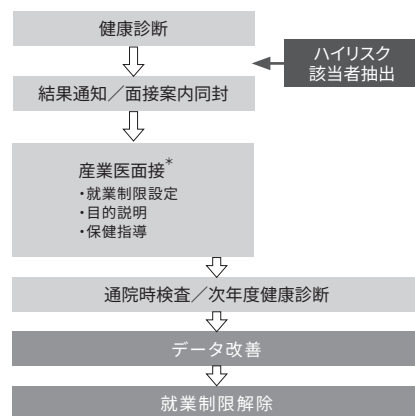 健康診断
ハイリスク
該当者抽出
結果通知／面接案内同封
産業医面接*
・就業制限設定
・目的説明
・保健指導
通院時検査／次年度健康診断
データ改善
就業制限解除